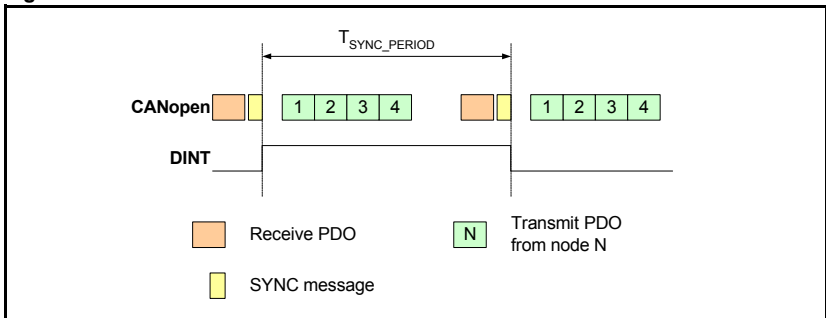 T_SYNC_PERIOD
CANopen 1 2 3 4 1 2 3 4
DINT
Receive PDO
N Transmit PDO
from node N
SYNC message